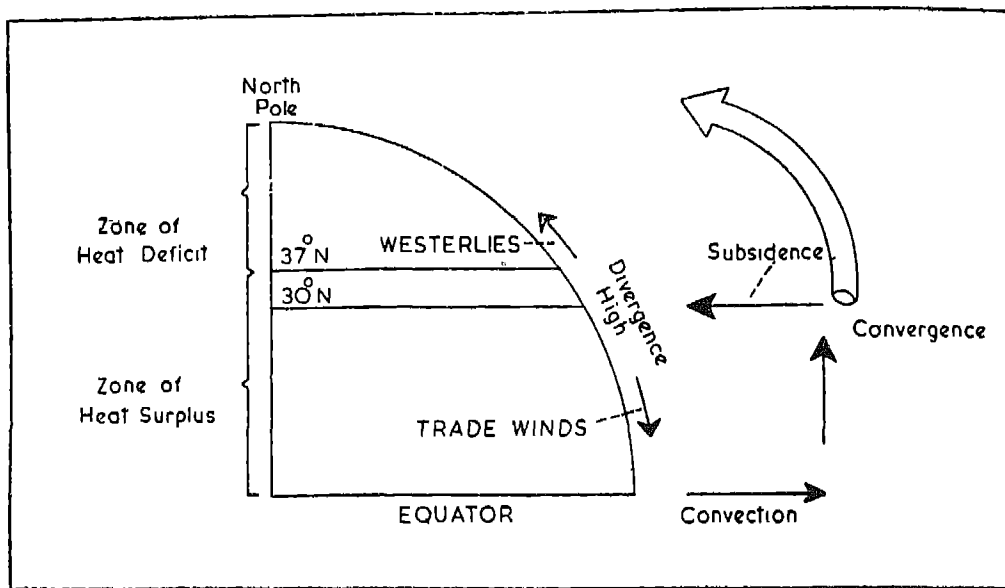 North
Pole
Zone of
Heat Deficit
37°N
30°N
WESTERLIES
Divergence
High
Subsidence
Convergence
Zone of
Heat Surplus
TRADE WINDS
EQUATOR
Convection